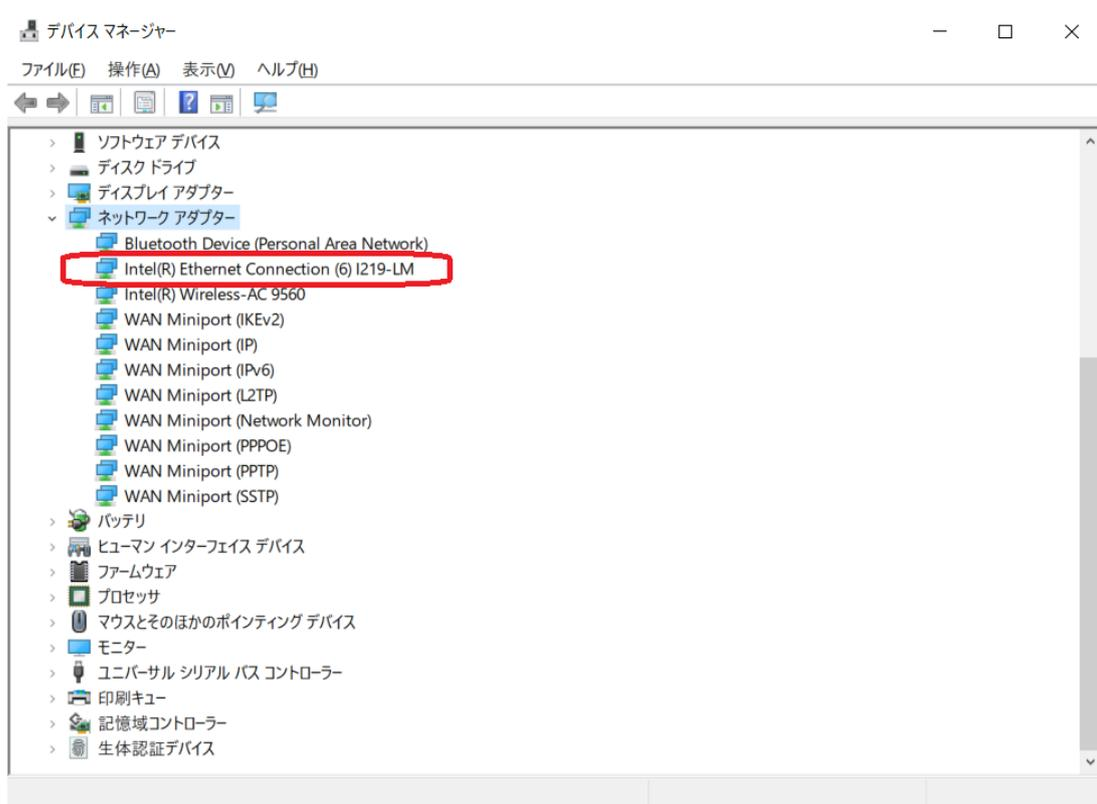 デバイス マネージャー
ファイル(F) 操作(A) 表示(V) ヘルプ(H)
ソフトウェア デバイス
ディスク ドライブ
ディスプレイ アダプター
ネットワーク アダプター
Bluetooth Device (Personal Area Network)
Intel(R) Ethernet Connection (6) I219-LM
Intel(R) Wireless-AC 9560
WAN Miniport (IKEv2)
WAN Miniport (IP)
WAN Miniport (IPv6)
WAN Miniport (L2TP)
WAN Miniport (Network Monitor)
WAN Miniport (PPPOE)
WAN Miniport (PPTP)
WAN Miniport (SSTP)
バッテリ
ヒューマン インターフェイス デバイス
ファームウェア
プロセッサ
マウスとそのほかのポインティング デバイス
モニター
ユニバーサル シリアル バス コントローラー
印刷キュー
記憶域コントローラー
生体認証デバイス